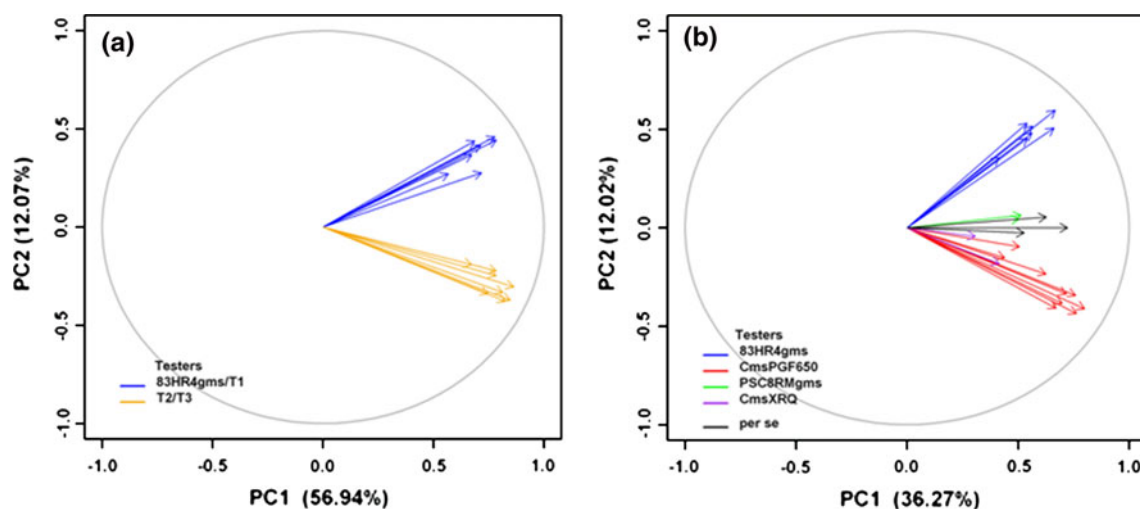 (a)
1.0
0.5
0.0
-0.5
-1.0
PC2 (12.07%)
Testers
83HR4gms/T1
T2/T3
-1.0 -0.5 0.0 0.5 1.0
PC1 (56.94%)
(b)
1.0
0.5
0.0
-0.5
-1.0
PC2 (12.02%)
Testers
83HR4gms
CmsPGF650
PSC8RMgms
CmsXRQ
per se
-1.0 -0.5 0.0 0.5 1.0
PC1 (36.27%)